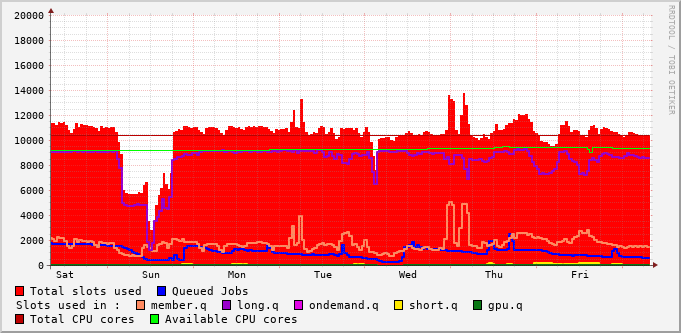 20000
18000
16000
14000
12000
10000
8000
6000
4000
2000
0
Sat Sun Mon Tue Wed Thu Fri
RRDTOOL / TOBI OETIKER
Total slots used Queued Jobs
Slots used in : member.q long.q ondemand.q short.q gpu.q
Total CPU cores Available CPU cores